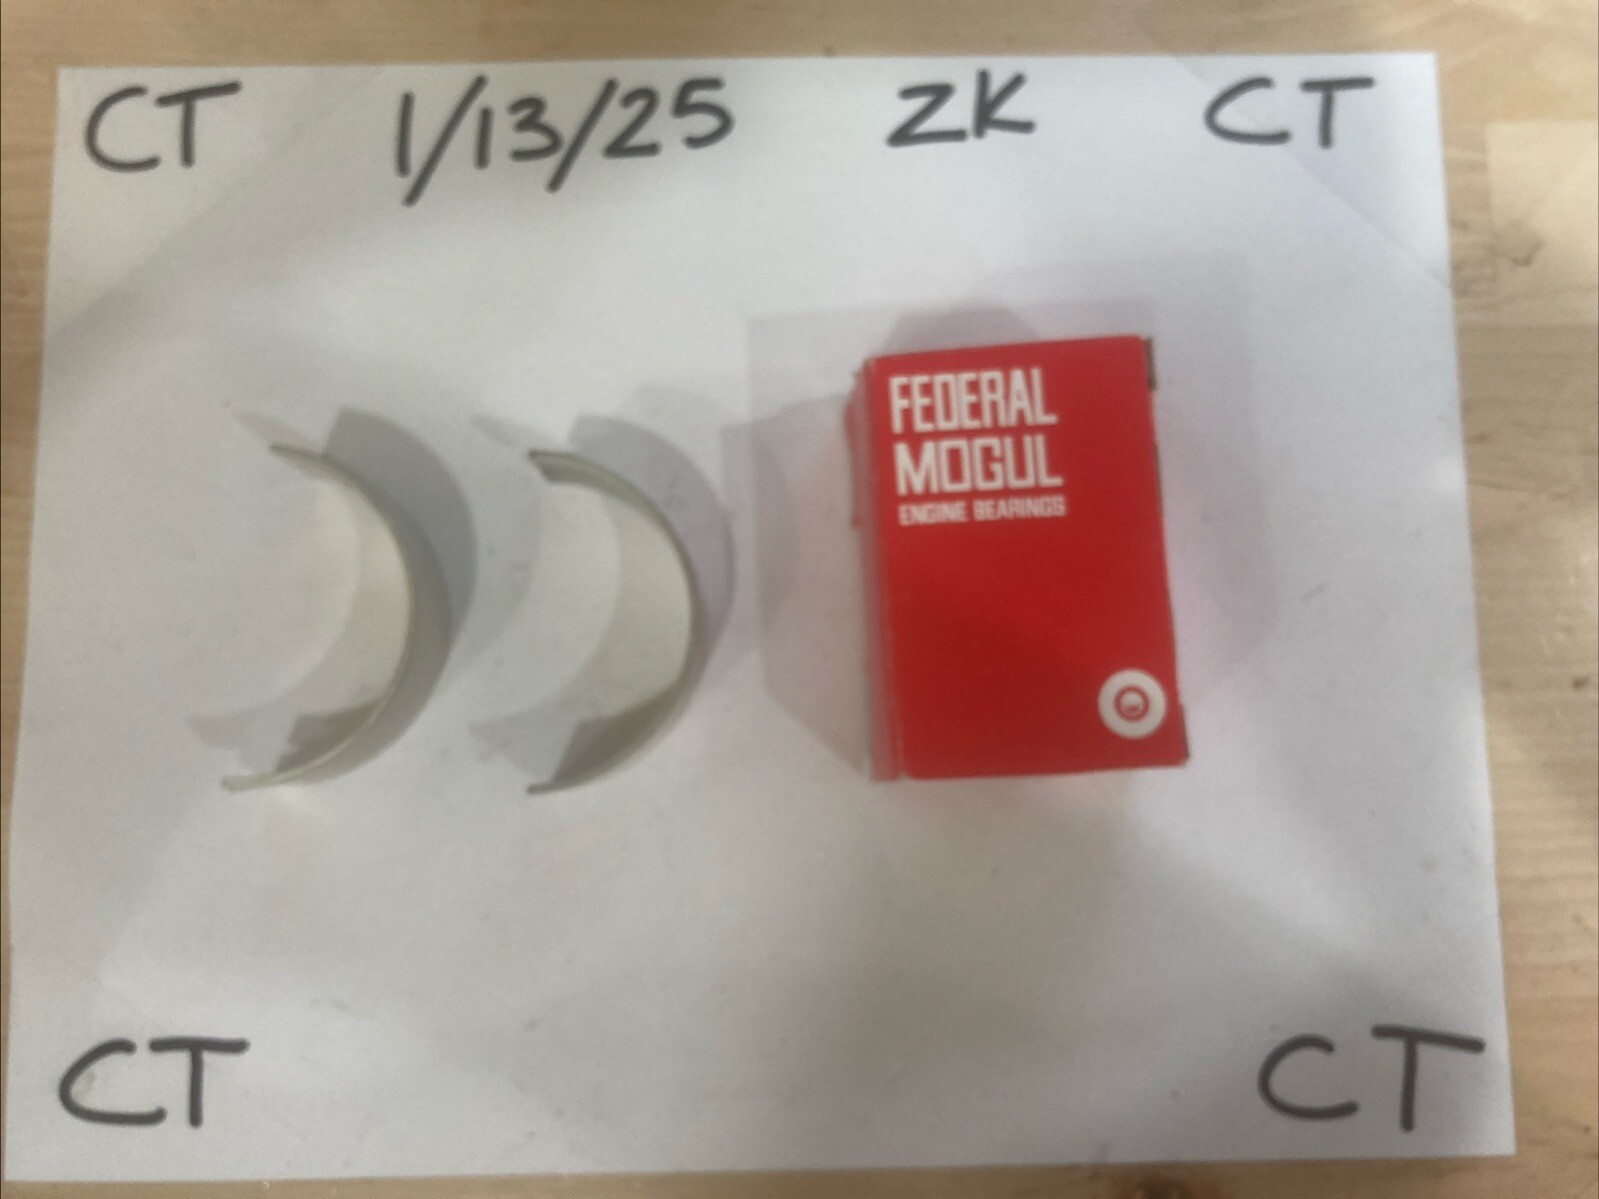 CT 1/13/25 ZK CT
FEDERAL
MOGUL
ENGINE BEARINGS
CT CT